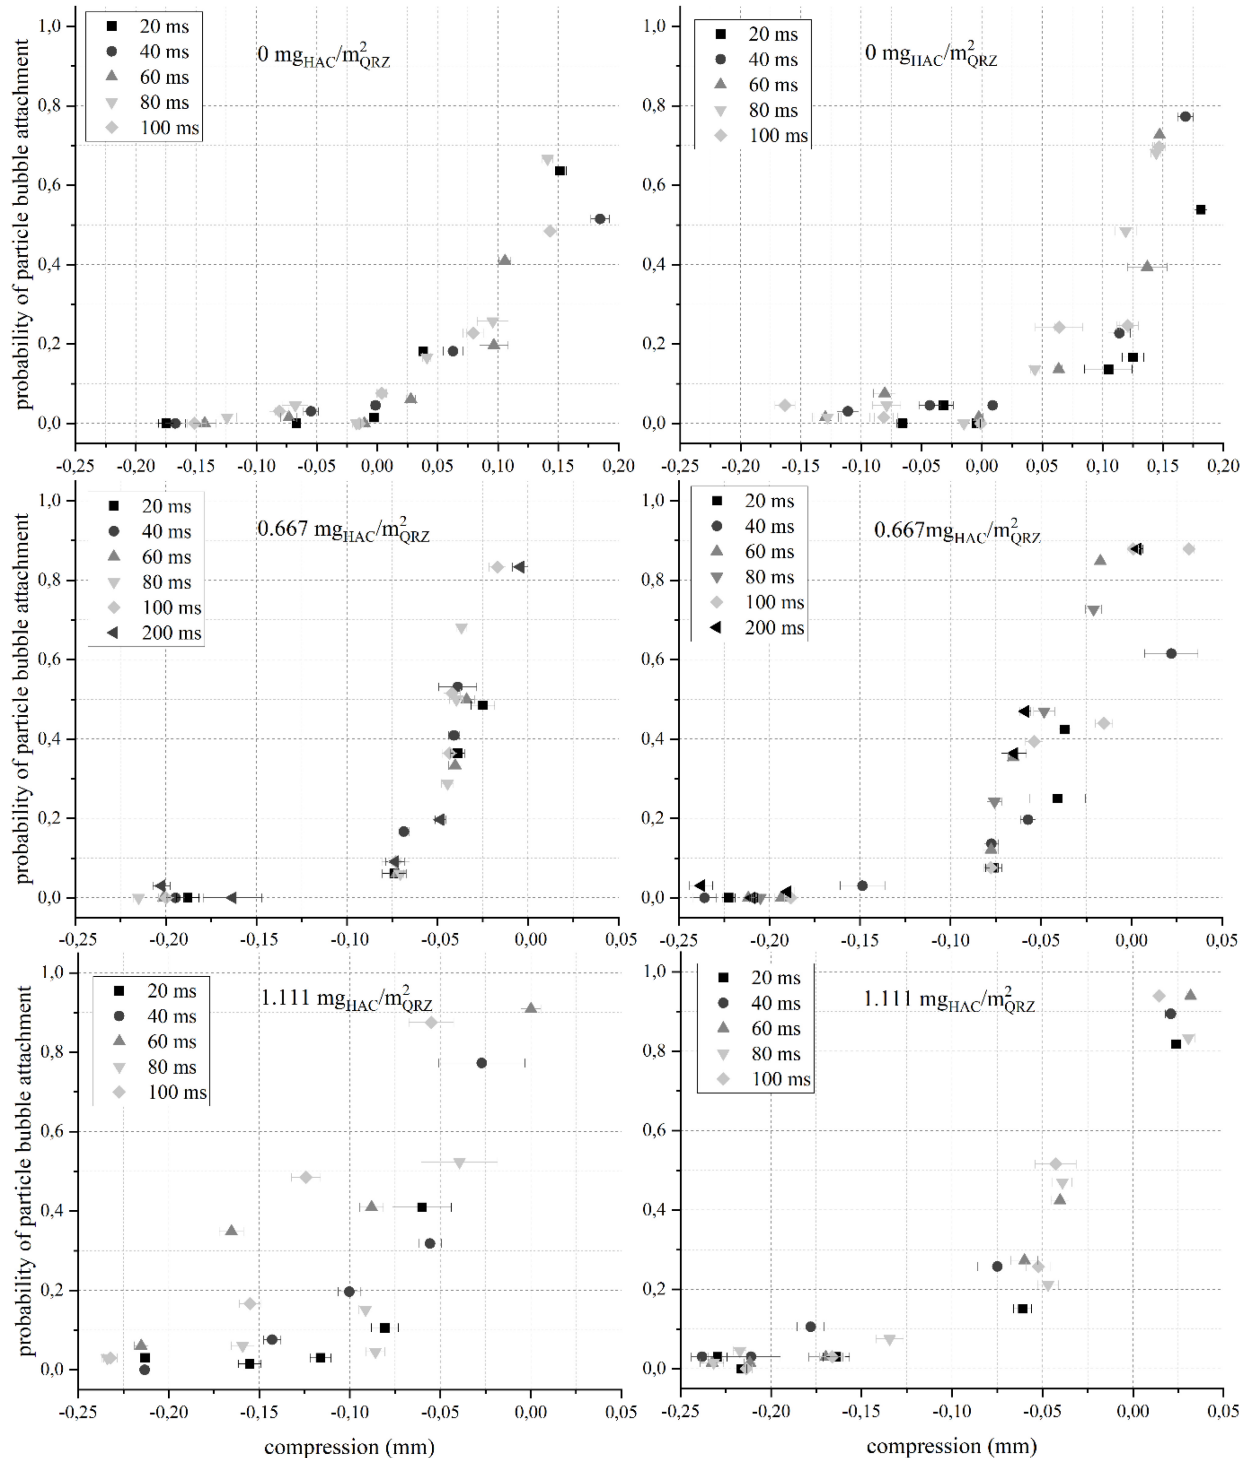 probability of particle bubble attachment
1,0
0,8
0,6
0,4
0,2
0,0
20 ms
40 ms
60 ms
80 ms
100 ms
0 mg_HAC/m²_QRZ
-0,25 -0,20 -0,15 -0,10 -0,05 0,00 0,05 0,10 0,15 0,20
1,0
0,8
0,6
0,4
0,2
0,0
20 ms
40 ms
60 ms
80 ms
100 ms
0 mg_HAC/m²_QRZ
-0,25 -0,20 -0,15 -0,10 -0,05 0,00 0,05 0,10 0,15 0,20
probability of particle bubble attachment
1,0
0,8
0,6
0,4
0,2
0,0
20 ms
40 ms
60 ms
80 ms
100 ms
200 ms
0.667 mg_HAC/m²_QRZ
-0,25 -0,20 -0,15 -0,10 -0,05 0,00 0,05
1,0
0,8
0,6
0,4
0,2
0,0
20 ms
40 ms
60 ms
80 ms
100 ms
200 ms
0.667mg_HAC/m²_QRZ
-0,25 -0,20 -0,15 -0,10 -0,05 0,00 0,05
probability of particle bubble attachment
1,0
0,8
0,6
0,4
0,2
0,0
20 ms
40 ms
60 ms
80 ms
100 ms
1.111 mg_HAC/m²_QRZ
-0,25 -0,20 -0,15 -0,10 -0,05 0,00 0,05
compression (mm)
1,0
0,8
0,6
0,4
0,2
0,0
20 ms
40 ms
60 ms
80 ms
100 ms
1.111 mg_HAC/m²_QRZ
-0,25 -0,20 -0,15 -0,10 -0,05 0,00 0,05
compression (mm)